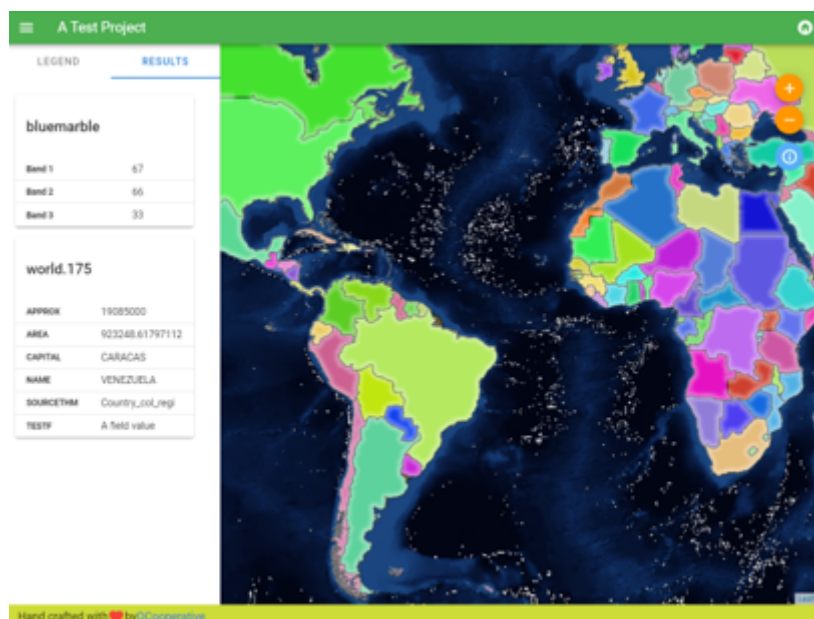 A Test Project
LEGEND RESULTS
bluemarble
Band 1 67
Band 2 66
Band 3 33
world.175
APPROX 19085000
AREA 923248.61797112
CAPITAL CARACAS
NAME VENEZUELA
SOURCETHM Country_col_regi
TESTF A field value
Hand crafted with by QCooperative